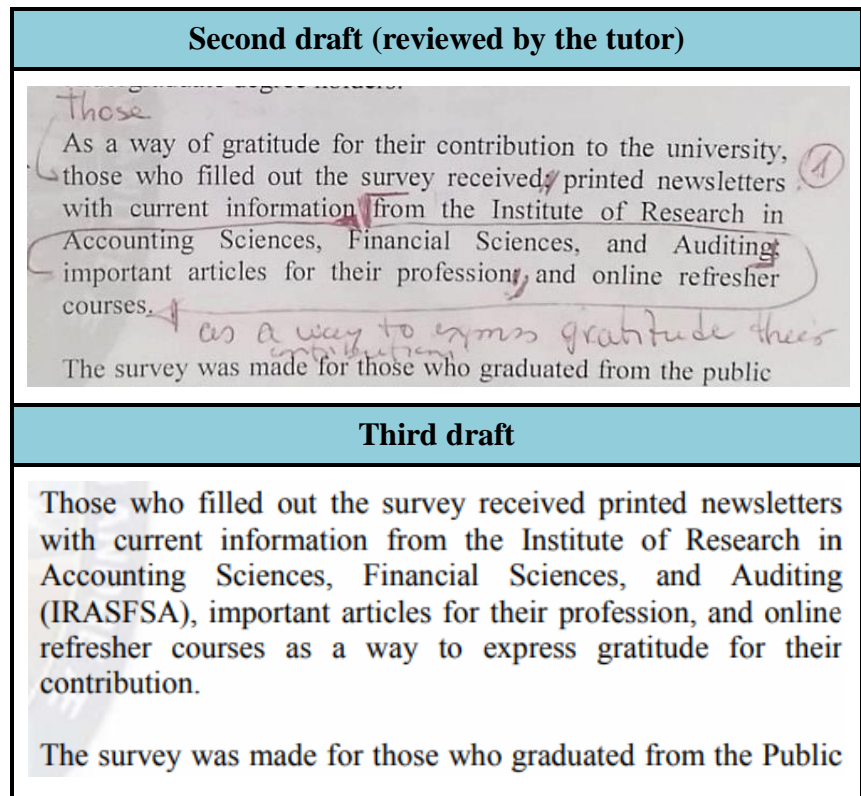 Second draft (reviewed by the tutor)
Those
As a way of gratitude for their contribution to the university,
those who filled out the survey received, printed newsletters
1
with current information from the Institute of Research in
Accounting Sciences, Financial Sciences, and Auditing,
important articles for their profession, and online refresher
courses.
as a way to express gratitude their
contribution
The survey was made for those who graduated from the public
Third draft
Those who filled out the survey received printed newsletters
with current information from the Institute of Research in
Accounting Sciences, Financial Sciences, and Auditing
(IRASFSA), important articles for their profession, and online
refresher courses as a way to express gratitude for their
contribution.
The survey was made for those who graduated from the Public